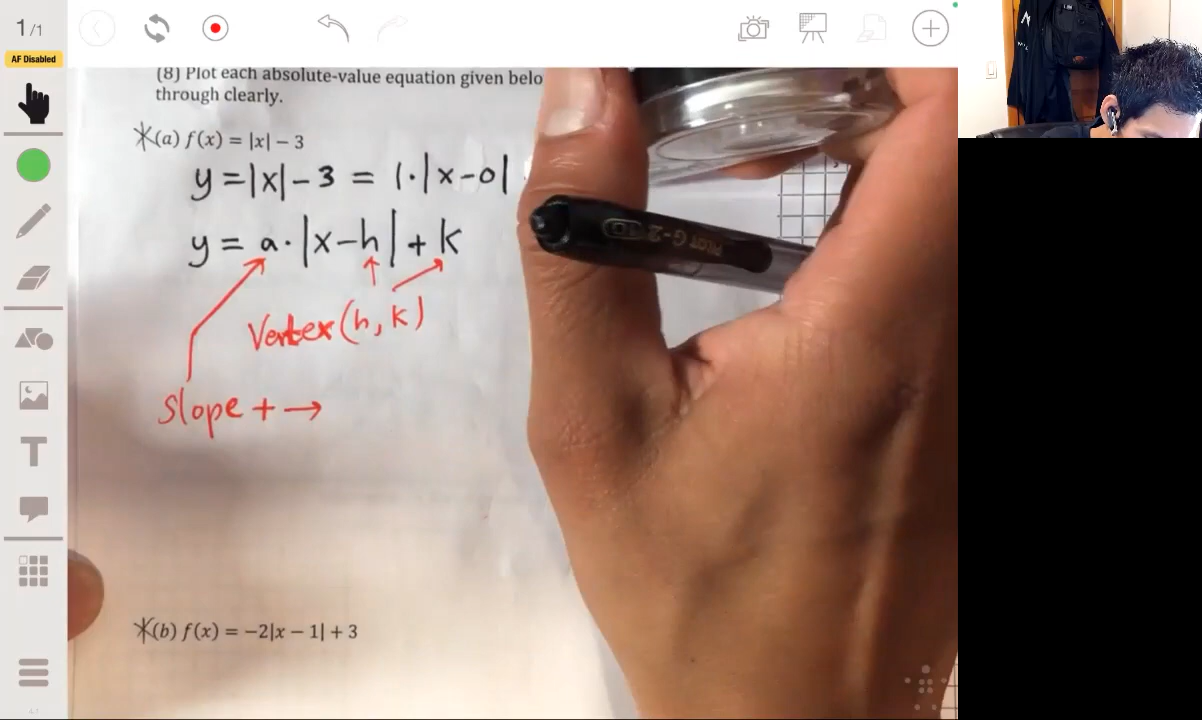 1/1
AF Disabled
(8) Plot each absolute-value equation given belo
through clearly.
(a) f(x) = |x| − 3
y = |x| − 3 = 1·|x−0|
y = a·|x−h| + k
Vertex (h, k)
Slope + →
PILOT G-2
(b) f(x) = −2|x − 1| + 3
T